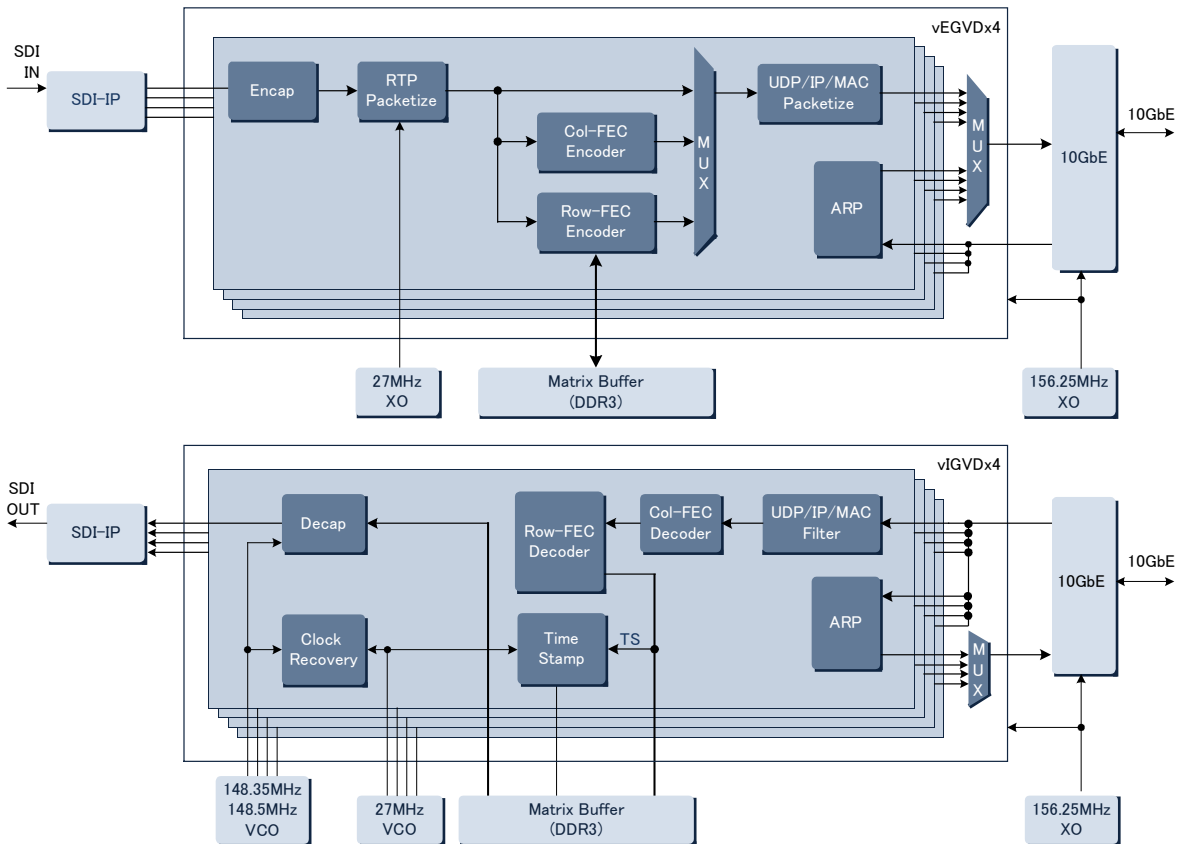 vEGVDx4
SDI
IN
SDI-IP
Encap
RTP
Packetize
Col-FEC
Encoder
Row-FEC
Encoder
MUX
UDP/IP/MAC
Packetize
ARP
MUX
10GbE
10GbE
27MHz
XO
Matrix Buffer
(DDR3)
156.25MHz
XO
vIGVDx4
SDI
OUT
SDI-IP
Decap
Row-FEC
Decoder
Col-FEC
Decoder
UDP/IP/MAC
Filter
10GbE
10GbE
ARP
Clock
Recovery
Time
Stamp
TS
MUX
148.35MHz
148.5MHz
VCO
27MHz
VCO
Matrix Buffer
(DDR3)
156.25MHz
XO